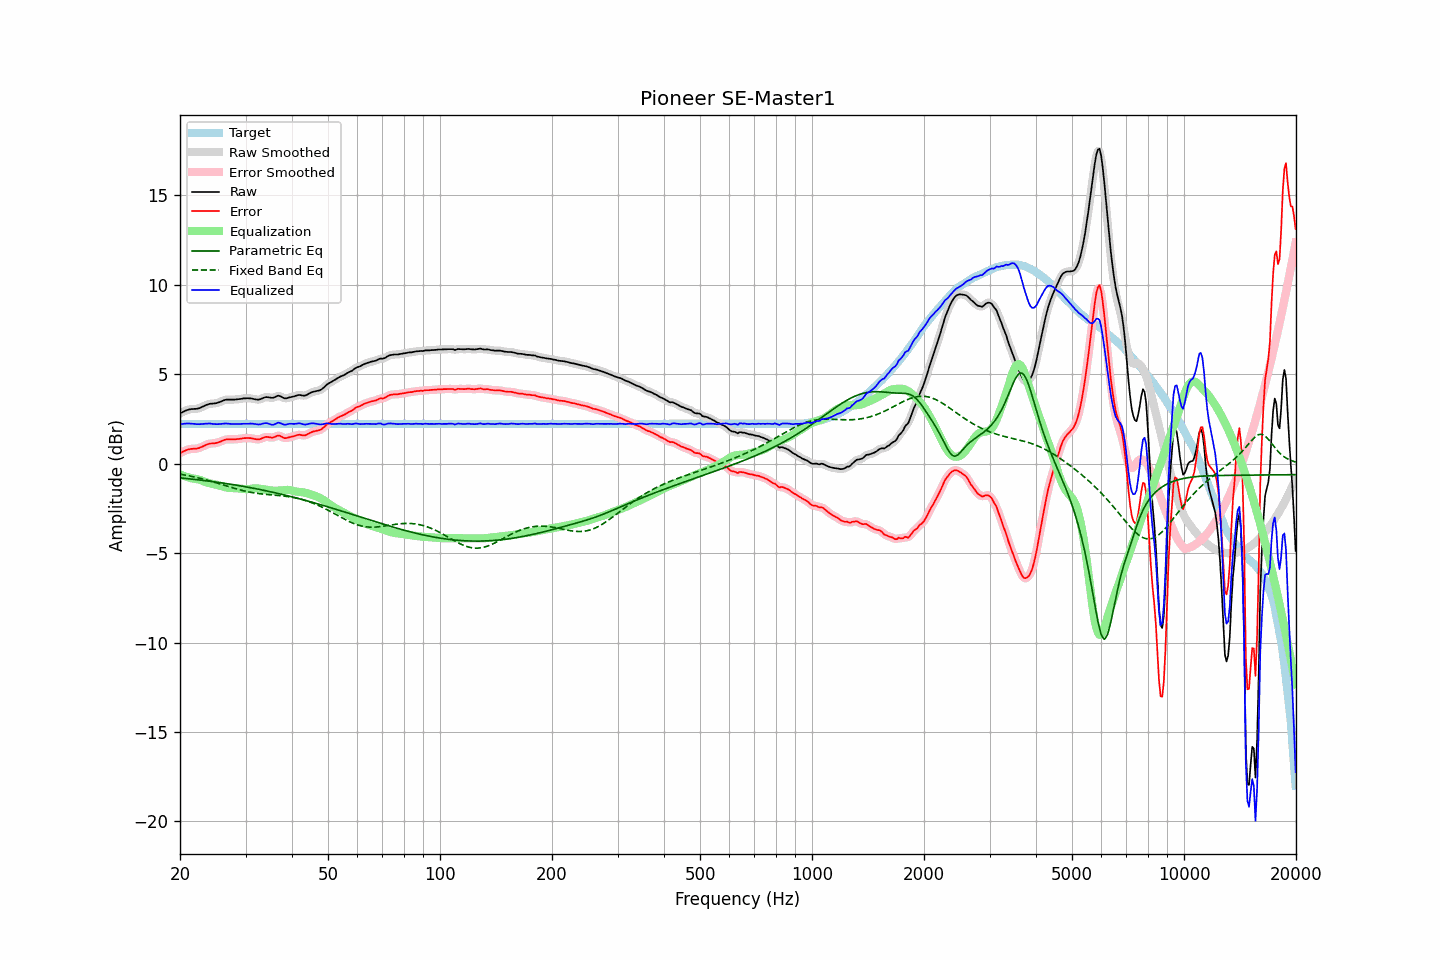 Pioneer SE-Master1
Target
Raw Smoothed
Error Smoothed
Raw
Error
Equalization
Parametric Eq
Fixed Band Eq
Equalized
Amplitude (dBr)
15
10
5
0
−5
−10
−15
−20
20 50 100 200 500 1000 2000 5000 10000 20000
Frequency (Hz)